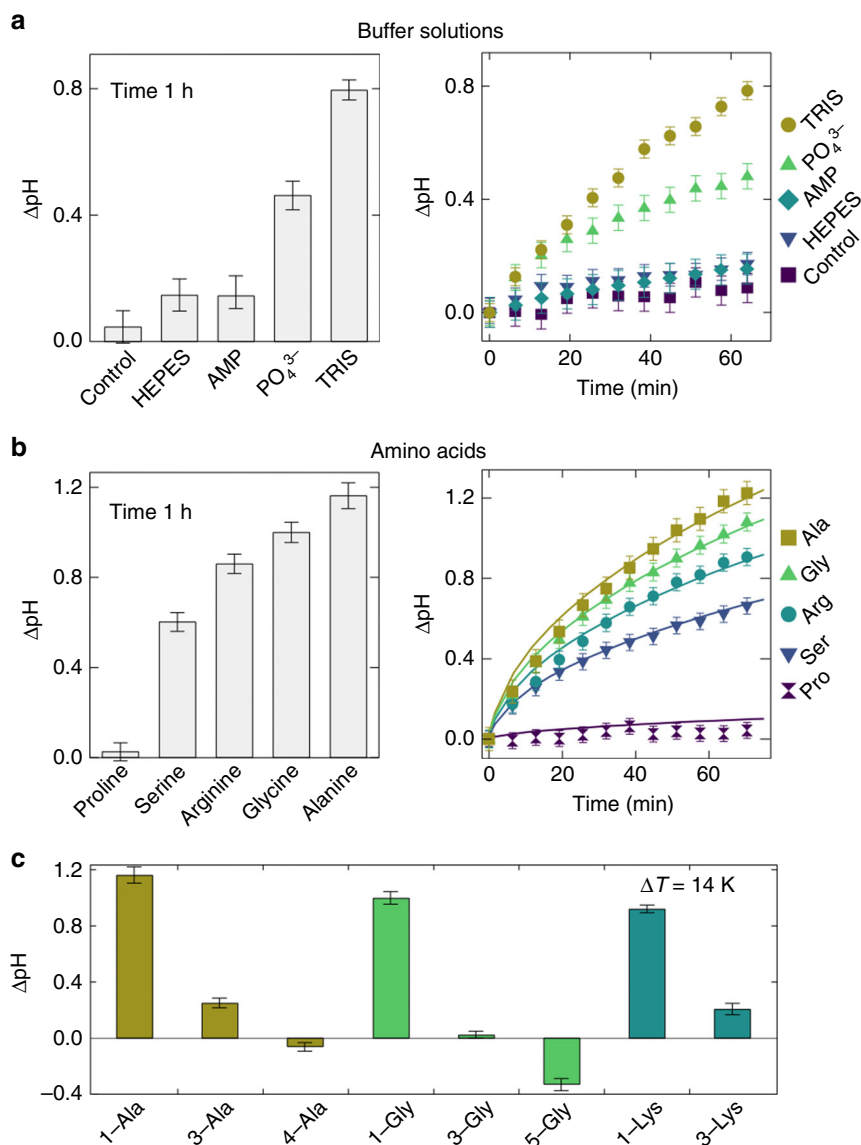 a
Buffer solutions
Time 1 h
ΔpH
0.8
0.4
0.0
Control
HEPES
AMP
PO₄³⁻
TRIS
ΔpH
0.8
0.4
0.0
0 20 40 60
Time (min)
TRIS
PO₄³⁻
AMP
HEPES
Control
b
Amino acids
Time 1 h
ΔpH
1.2
0.8
0.4
0.0
Proline
Serine
Arginine
Glycine
Alanine
ΔpH
1.2
0.8
0.4
0.0
0 20 40 60
Time (min)
Ala
Gly
Arg
Ser
Pro
c
ΔT = 14 K
ΔpH
1.2
0.8
0.4
0.0
−0.4
1–Ala
3–Ala
4–Ala
1–Gly
3–Gly
5–Gly
1–Lys
3–Lys